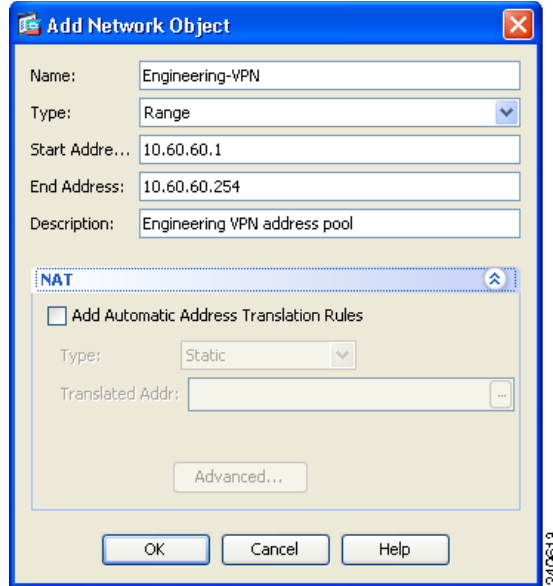 Add Network Object
Name: Engineering-VPN
Type: Range
Start Addre... 10.60.60.1
End Address: 10.60.60.254
Description: Engineering VPN address pool
NAT
Add Automatic Address Translation Rules
Type: Static
Translated Addr: ...
Advanced...
OK Cancel Help